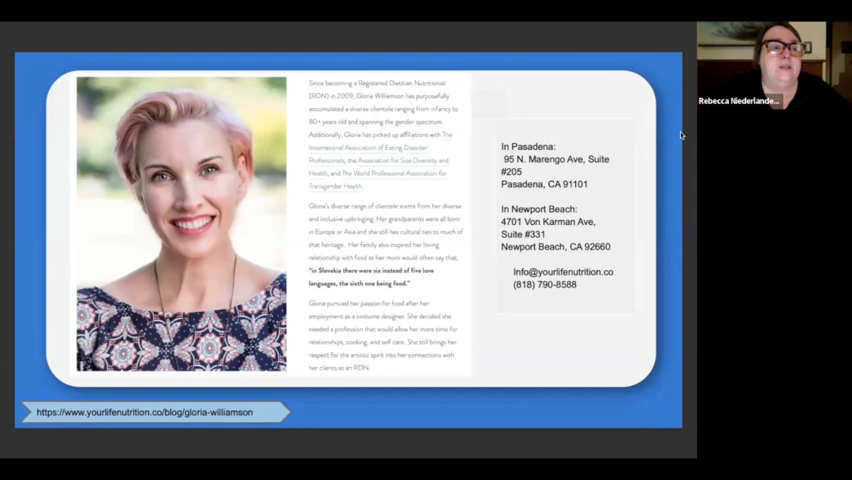 Since becoming a Registered Dietitian Nutritionist
(RDN) in 2009, Gloria Williamson has purposefully
accumulated a diverse clientele ranging from infancy to
80+ years old and spanning the gender spectrum.
Additionally, Gloria has picked up affiliations with The
International Association of Eating Disorder
Professionals, the Association for Size Diversity and
Health, and The World Professional Association for
Transgender Health.
Gloria's diverse range of clientele stems from her diverse
and inclusive upbringing. Her grandparents were all born
in Europe or Asia and she still has cultural ties to much of
that heritage. Her family also inspired her loving
relationship with food as her mom would often say that,
"in Slovakia there were six instead of five love
languages, the sixth one being food."
Gloria pursued her passion for food after her
employment as a costume designer. She decided she
needed a profession that would allow her more time for
relationships, cooking, and self care. She still brings her
respect for the artistic spirit into her connections with
her clients as an RDN.
In Pasadena:
95 N. Marengo Ave, Suite
#205
Pasadena, CA 91101
In Newport Beach:
4701 Von Karman Ave,
Suite #331
Newport Beach, CA 92660
Info@yourlifenutrition.co
(818) 790-8588
https://www.yourlifenutrition.co/blog/gloria-williamson
Rebecca Niederlande...